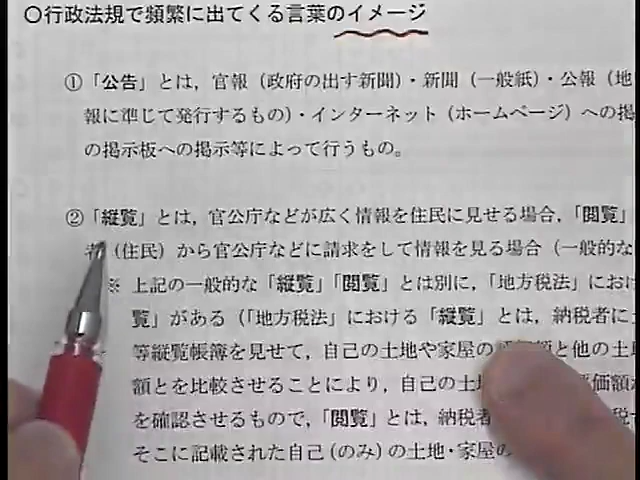 ○行政法規で頻繁に出てくる言葉のイメージ
①「公告」とは，官報（政府の出す新聞）・新聞（一般紙）・公報（地
報に準じて発行するもの）・インターネット（ホームページ）への掲
の掲示板への掲示等によって行うもの。
②「縦覧」とは，官公庁などが広く情報を住民に見せる場合，「閲覧」
者（住民）から官公庁などに請求をして情報を見る場合（一般的な
※ 上記の一般的な「縦覧」「閲覧」とは別に，「地方税法」におけ
覧」がある（「地方税法」における「縦覧」とは，納税者に
等縦覧帳簿を見せて，自己の土地や家屋の と他の土
額とを比較させることにより，自己の土 評価額
を確認させるもので，「閲覧」とは，納税
そこに記載された自己（のみ）の土地・家屋の